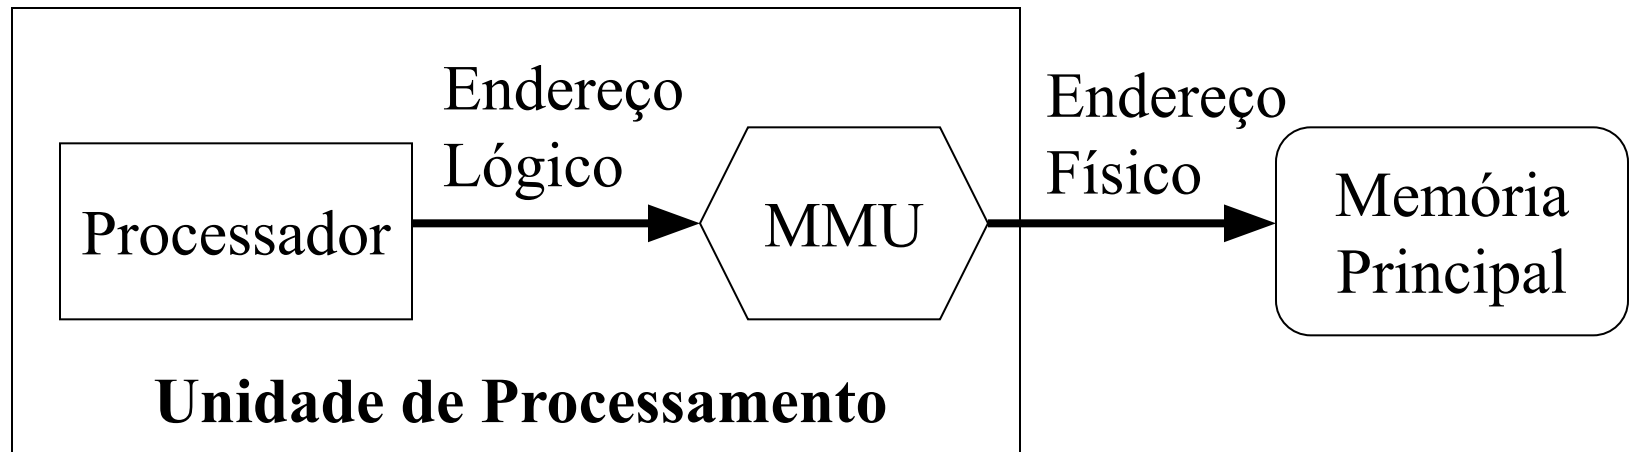 Endereço
Lógico
Endereço
Físico
Processador
MMU
Memória
Principal
Unidade de Processamento